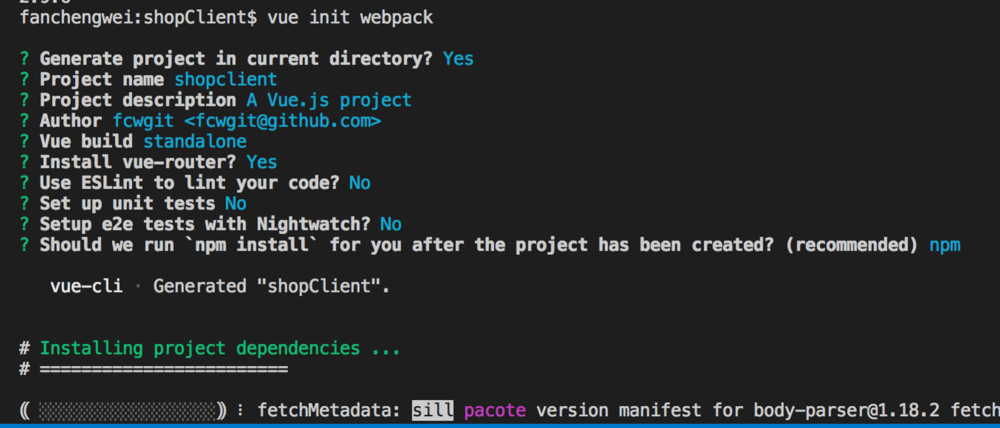 fanchengwei:shopClient$ vue init webpack
? Generate project in current directory? Yes
? Project name shopclient
? Project description A Vue.js project
? Author fcwgit <fcwgit@github.com>
? Vue build standalone
? Install vue-router? Yes
? Use ESLint to lint your code? No
? Set up unit tests No
? Setup e2e tests with Nightwatch? No
? Should we run `npm install` for you after the project has been created? (recommended) npm
vue-cli · Generated "shopClient".
# Installing project dependencies ...
# ========================
⸨ ░░░░░░░░░░░░░░░░░⸩ ⸽ fetchMetadata: sill pacote version manifest for body-parser@1.18.2 fetch